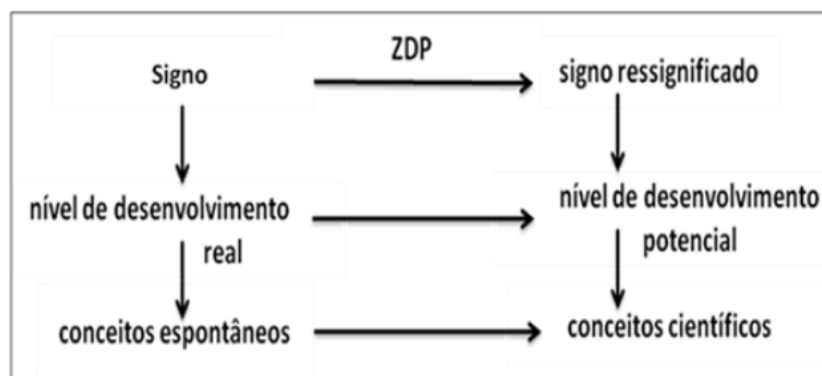 ZDP
Signo
signo ressignificado
nível de desenvolvimento
real
nível de desenvolvimento
potencial
conceitos espontâneos
conceitos científicos